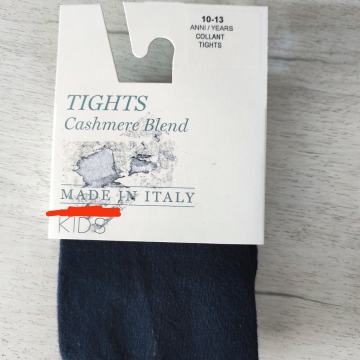 10-13
ANNI / YEARS
COLLANT
TIGHTS
TIGHTS
Cashmere Blend
MADE IN ITALY
KIDS